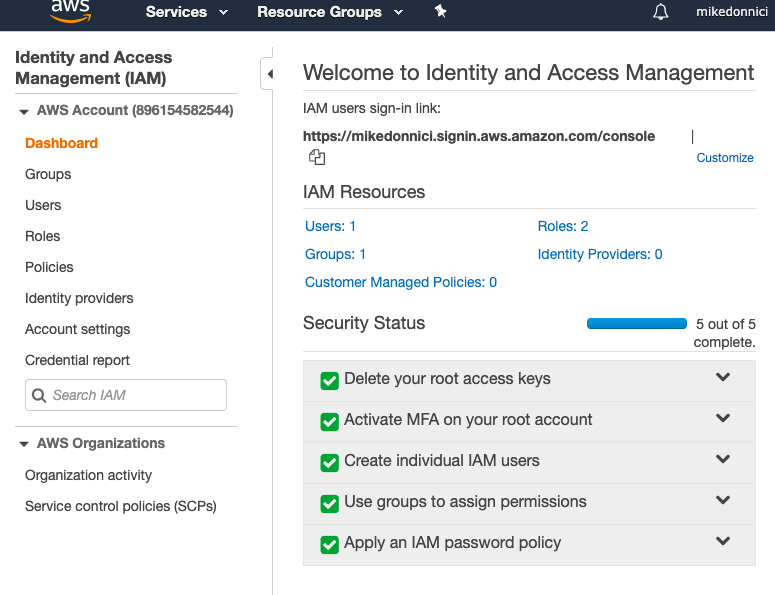 aws
Services
Resource Groups
mikedonnici
Identity and Access
Management (IAM)
AWS Account (896154582544)
Dashboard
Groups
Users
Roles
Policies
Identity providers
Account settings
Credential report
Search IAM
AWS Organizations
Organization activity
Service control policies (SCPs)
Welcome to Identity and Access Management
IAM users sign-in link:
https://mikedonnici.signin.aws.amazon.com/console |
Customize
IAM Resources
Users: 1
Roles: 2
Groups: 1
Identity Providers: 0
Customer Managed Policies: 0
Security Status
5 out of 5
complete.
Delete your root access keys
Activate MFA on your root account
Create individual IAM users
Use groups to assign permissions
Apply an IAM password policy